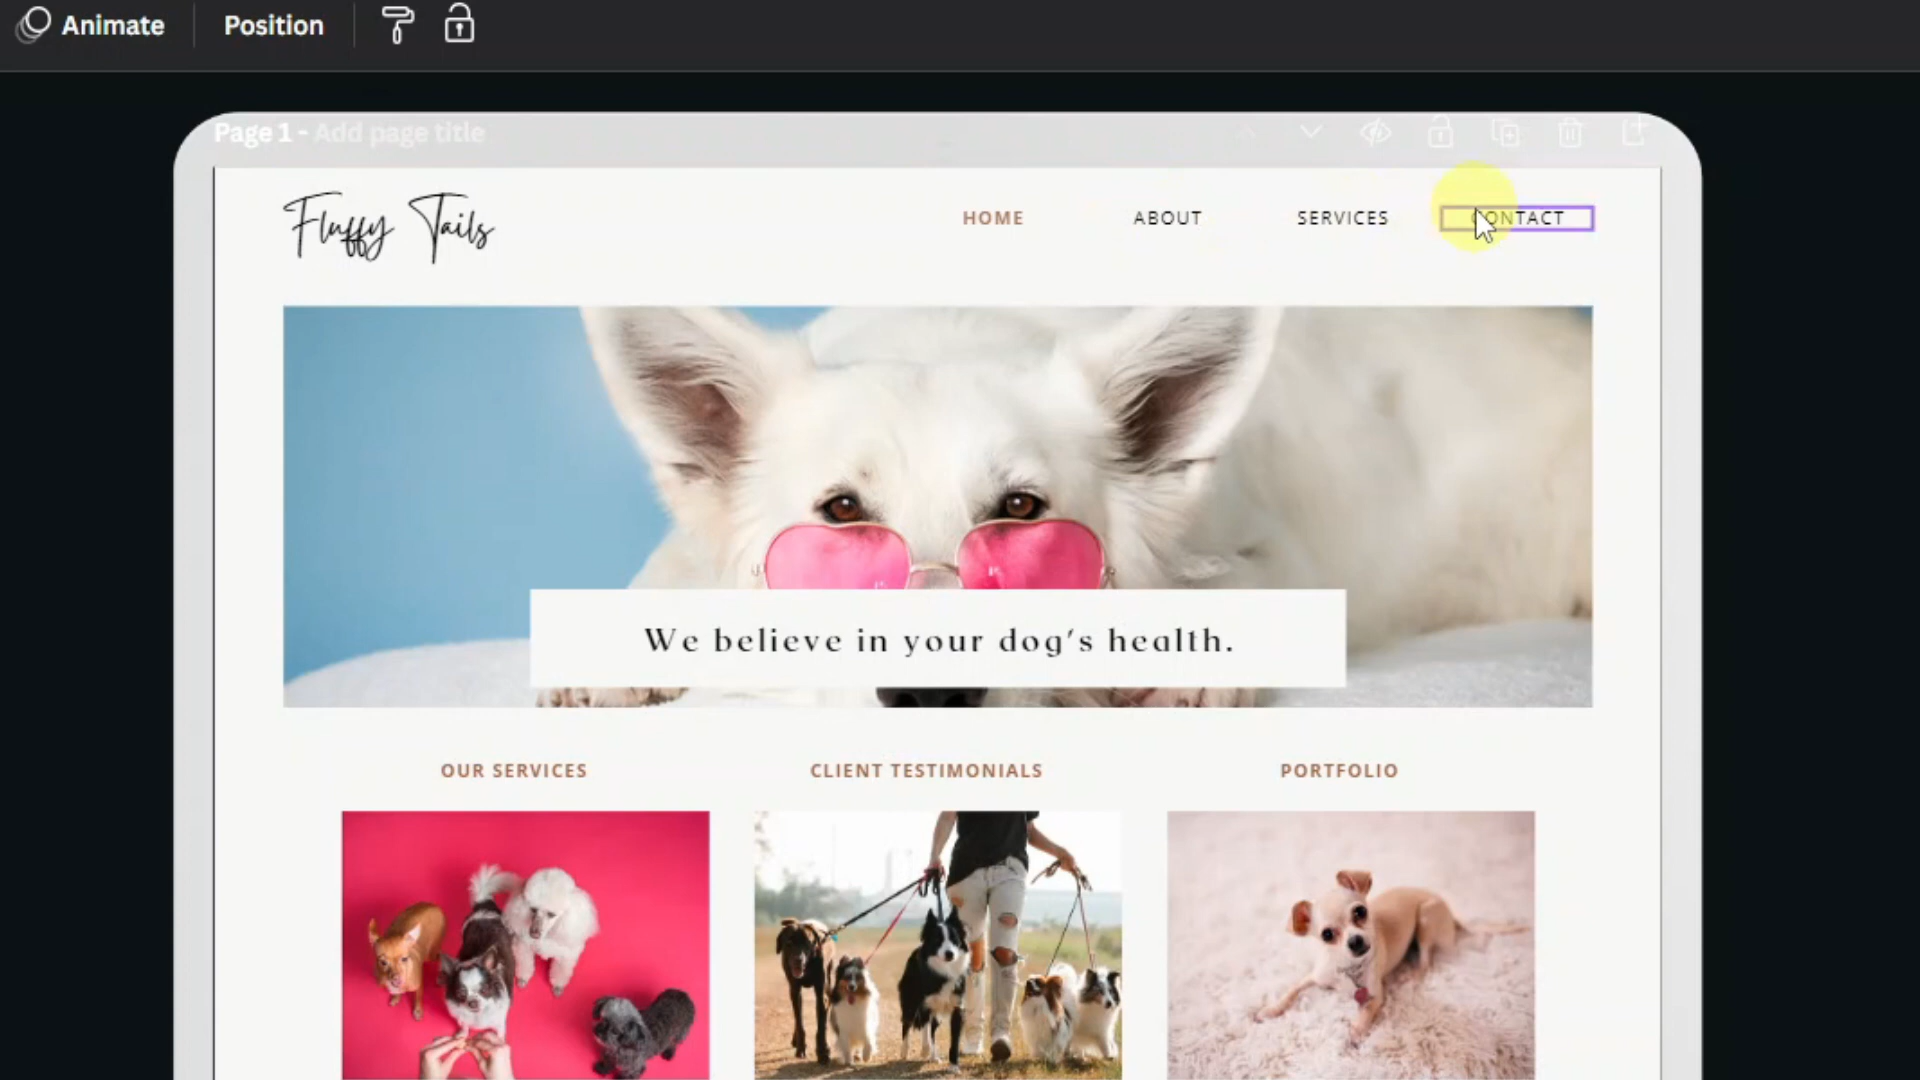 Animate Position
Page 1 - Add page title
Fluffy Tails
HOME ABOUT SERVICES CONTACT
We believe in your dog's health.
OUR SERVICES CLIENT TESTIMONIALS PORTFOLIO